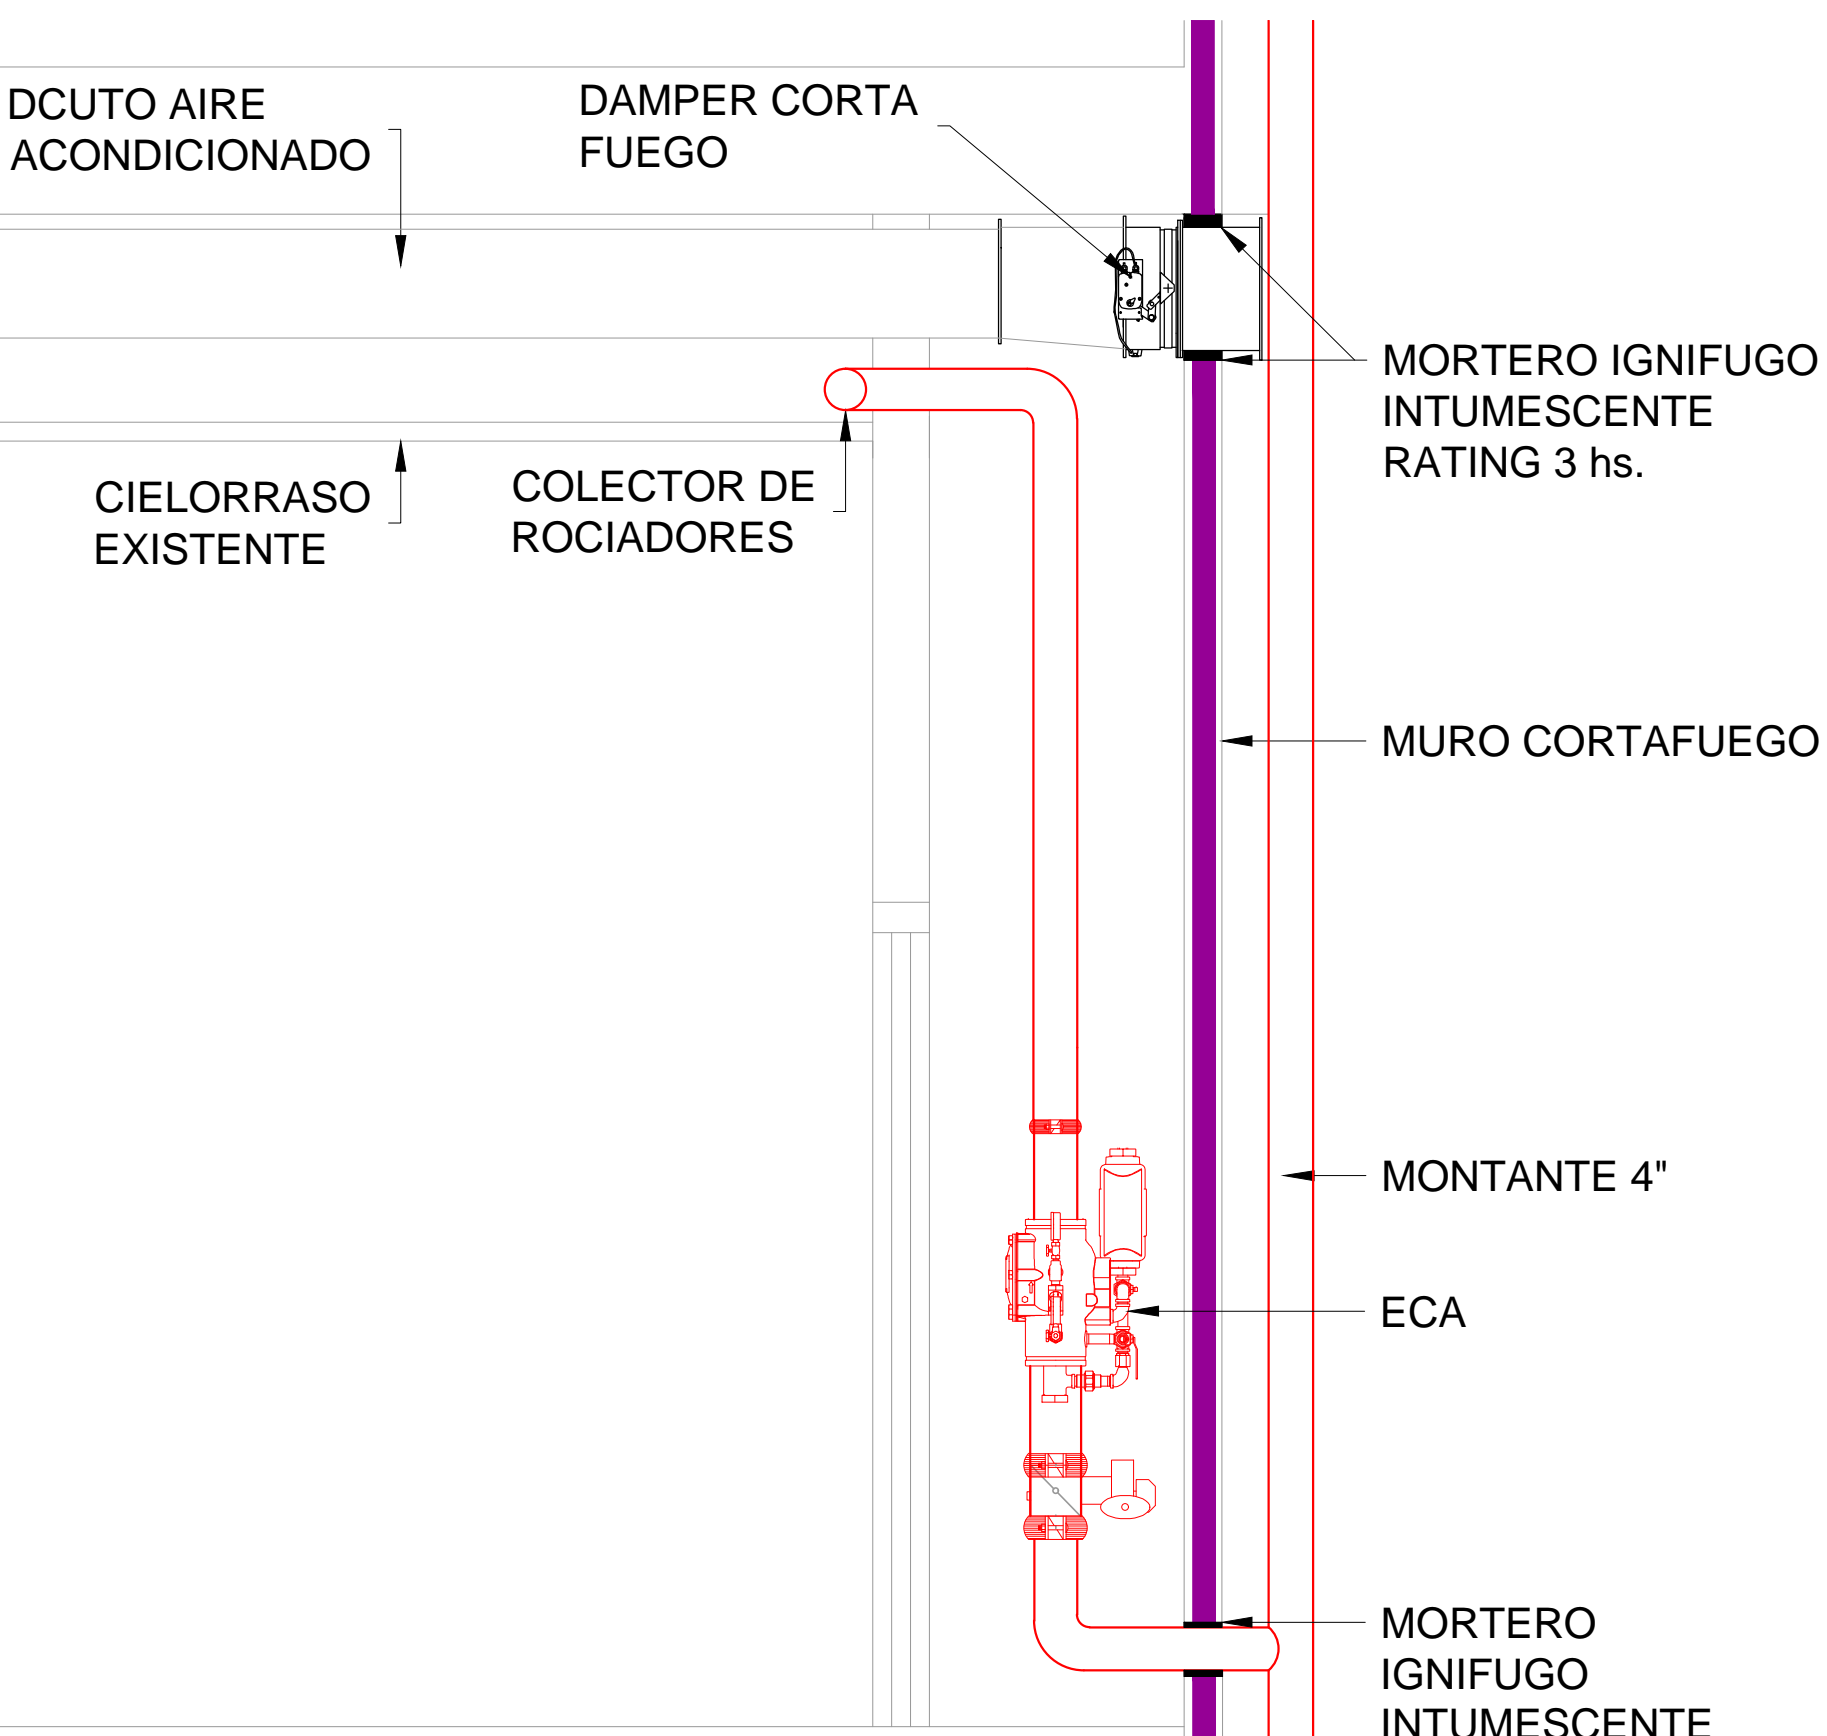 DCUTO AIRE
ACONDICIONADO
DAMPER CORTA
FUEGO
MORTERO IGNIFUGO
INTUMESCENTE
RATING 3 hs.
CIELORRASO
EXISTENTE
COLECTOR DE
ROCIADORES
MURO CORTAFUEGO
MONTANTE 4"
ECA
MORTERO
IGNIFUGO
INTUMESCENTE